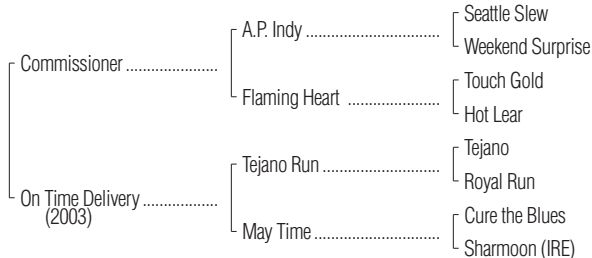 Seattle Slew
A.P. Indy ..............................
Weekend Surprise
Commissioner .....................
Touch Gold
Flaming Heart .....................
Hot Lear
Tejano
Tejano Run ..........................
Royal Run
On Time Delivery .................
(2003)
Cure the Blues
May Time ............................
Sharmoon (IRE)